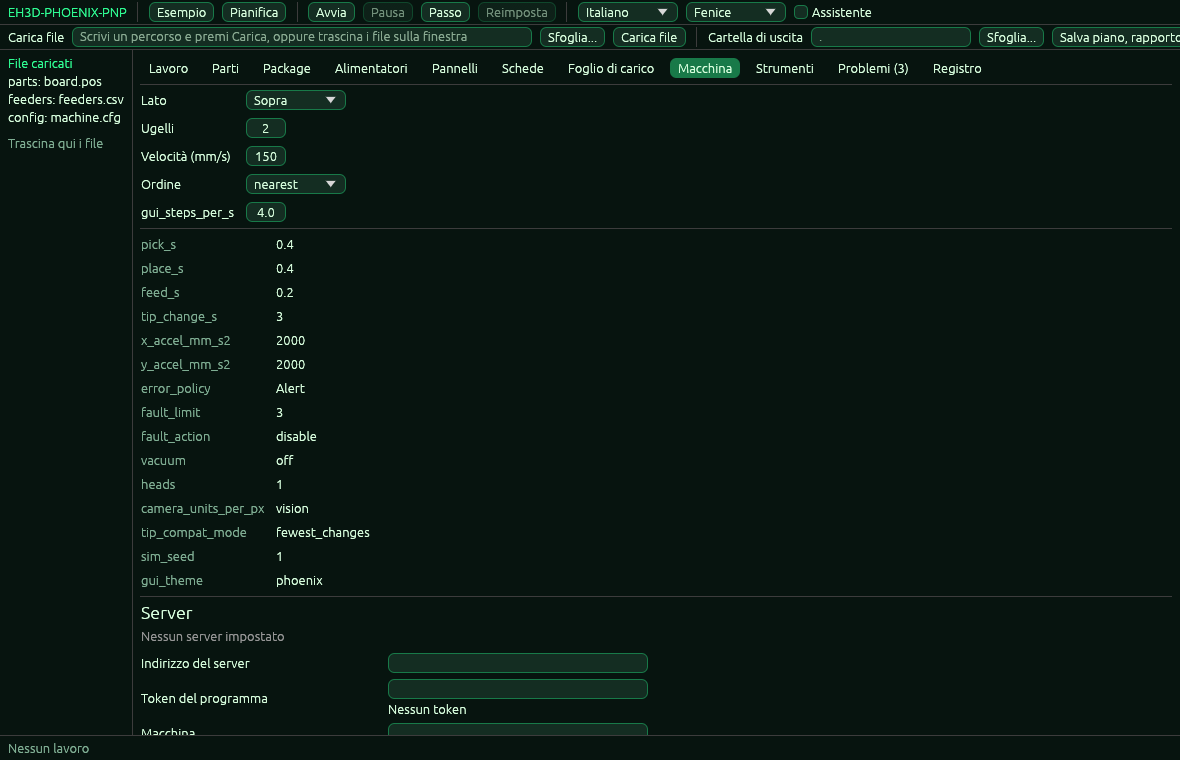 EH3D-PHOENIX-PNP Esempio Pianifica Avvia Pausa Passo Reimposta Italiano Fenice Assistente
Carica file Scrivi un percorso e premi Carica, oppure trascina i file sulla finestra Sfoglia... Carica file Cartella di uscita . Sfoglia... Salva piano, rapporto
File caricati
parts: board.pos
feeders: feeders.csv
config: machine.cfg
Trascina qui i file
Lavoro Parti Package Alimentatori Pannelli Schede Foglio di carico Macchina Strumenti Problemi (3) Registro
Lato Sopra
Ugelli 2
Velocità (mm/s) 150
Ordine nearest
gui_steps_per_s 4.0
pick_s 0.4
place_s 0.4
feed_s 0.2
tip_change_s 3
x_accel_mm_s2 2000
y_accel_mm_s2 2000
error_policy Alert
fault_limit 3
fault_action disable
vacuum off
heads 1
camera_units_per_px vision
tip_compat_mode fewest_changes
sim_seed 1
gui_theme phoenix
Server
Nessun server impostato
Indirizzo del server
Token del programma
Nessun token
Macchina
Nessun lavoro